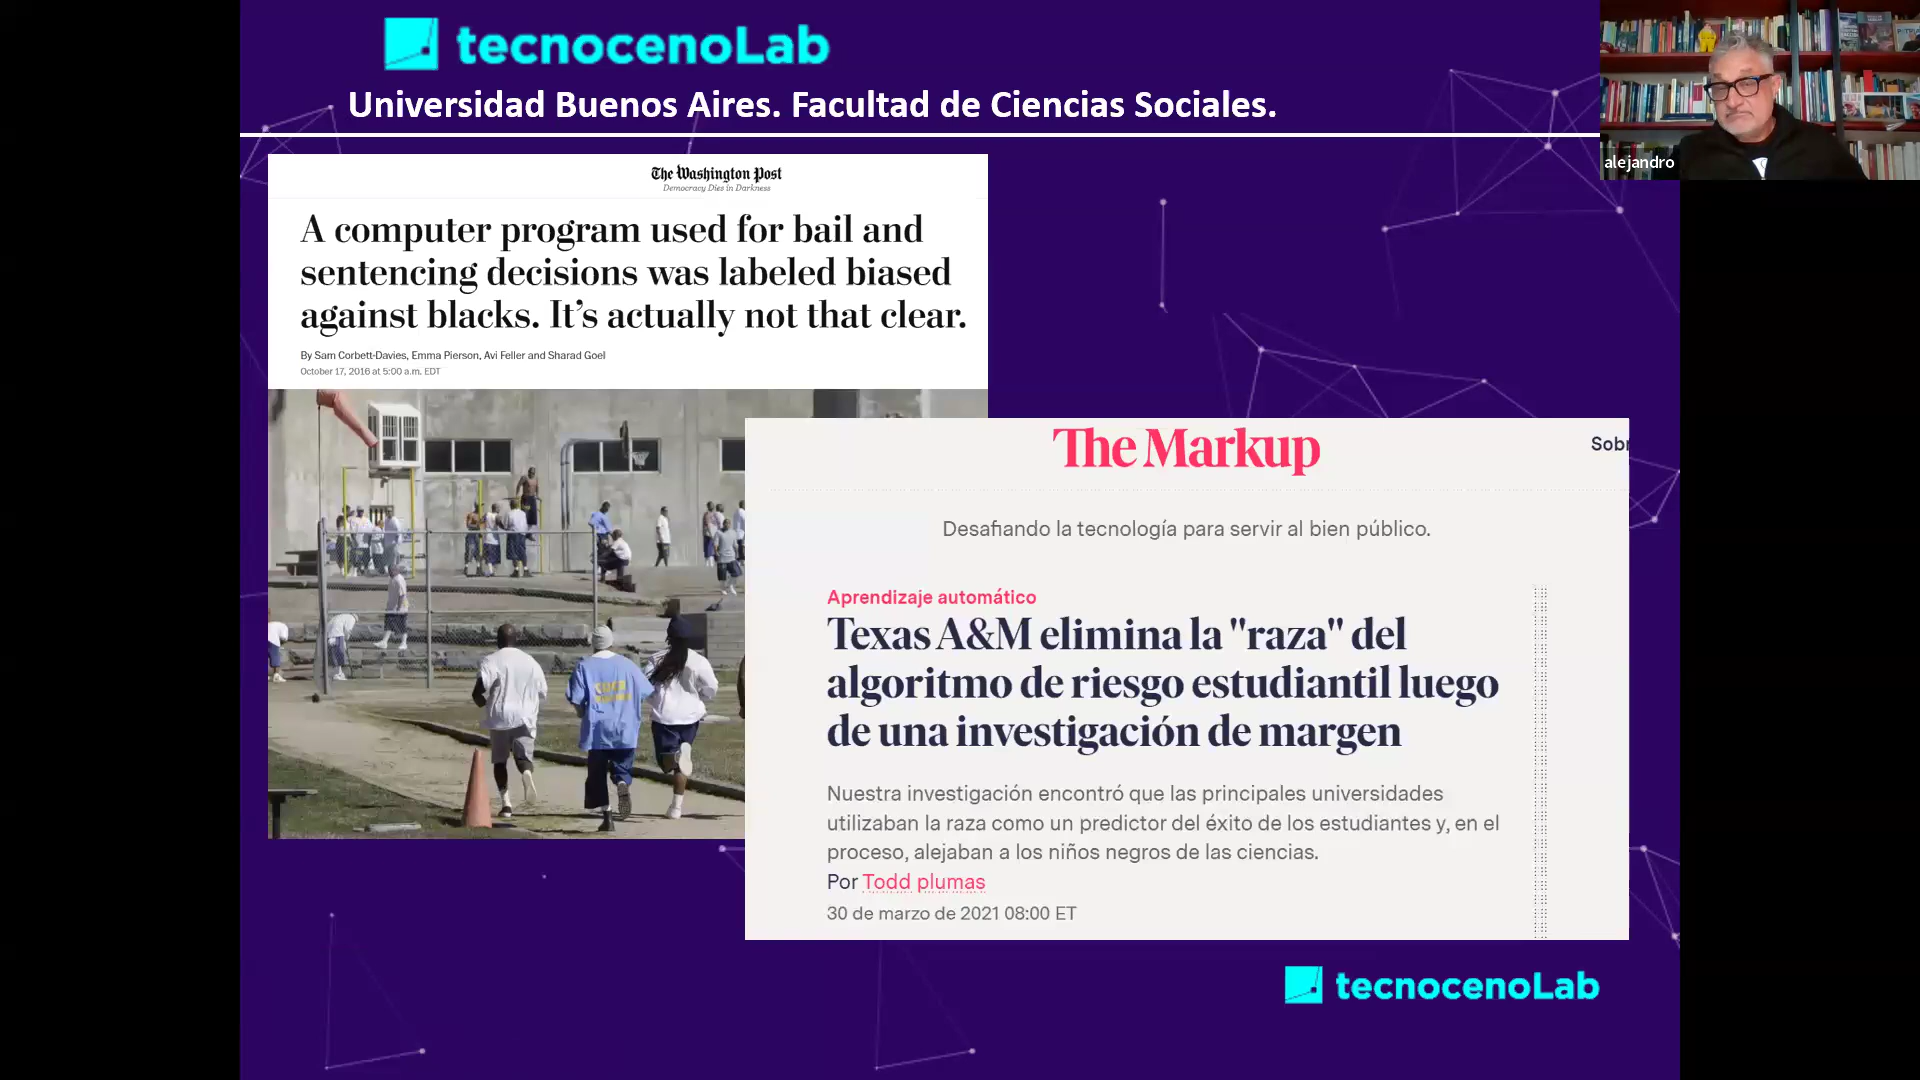 tecnocenoLab
Universidad Buenos Aires. Facultad de Ciencias Sociales.
alejandro
The Washington Post
Democracy Dies in Darkness
A computer program used for bail and
sentencing decisions was labeled biased
against blacks. It’s actually not that clear.
By Sam Corbett-Davies, Emma Pierson, Avi Feller and Sharad Goel
October 17, 2016 at 5:00 a.m. EDT
The Markup
Sobr
Desafiando la tecnología para servir al bien público.
Aprendizaje automático
Texas A&M elimina la "raza" del
algoritmo de riesgo estudiantil luego
de una investigación de margen
Nuestra investigación encontró que las principales universidades
utilizaban la raza como un predictor del éxito de los estudiantes y, en el
proceso, alejaban a los niños negros de las ciencias.
Por Todd plumas
30 de marzo de 2021 08:00 ET
tecnocenoLab